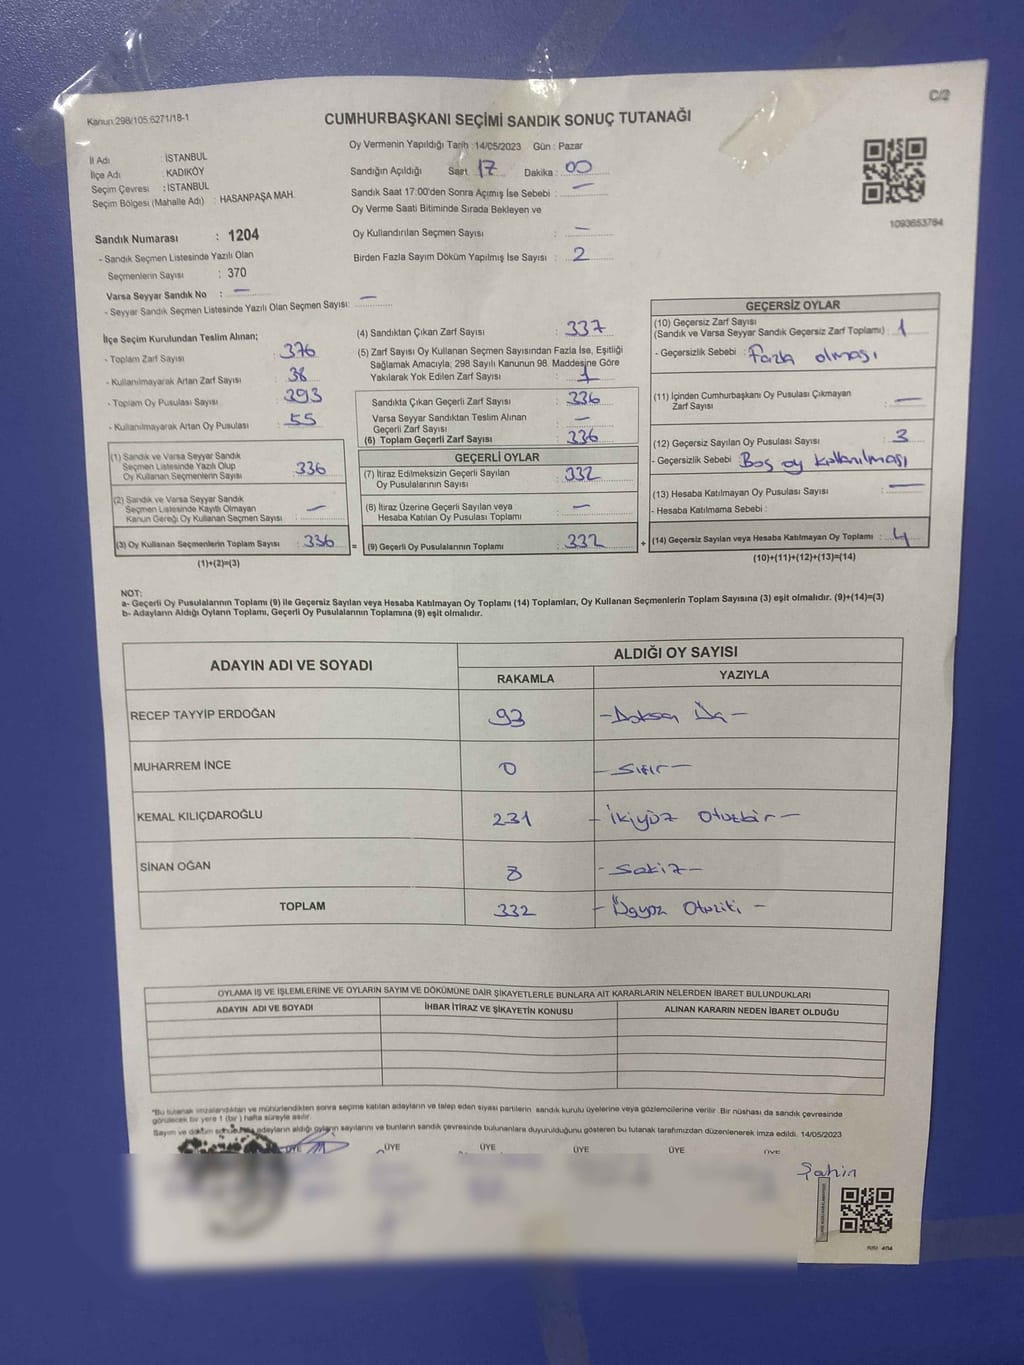 C/2
Kanun:298/105:6271/18-1
CUMHURBAŞKANI SEÇİMİ SANDIK SONUÇ TUTANAĞI
İl Adı : İSTANBUL
İlçe Adı : KADIKÖY
Seçim Çevresi : İSTANBUL
Seçim Bölgesi (Mahalle Adı) : HASANPAŞA MAH.
Oy Vermenin Yapıldığı Tarih : 14/05/2023 Gün : Pazar
Sandığın Açıldığı Saat 17 Dakika : 00
Sandık Saat 17:00'den Sonra Açımış İse Sebebi : —
Oy Verme Saati Bitiminde Sırada Bekleyen ve
Oy Kullandırılan Seçmen Sayısı : —
Birden Fazla Sayım Döküm Yapılmış İse Sayısı : 2
1093653764
Sandık Numarası : 1204
- Sandık Seçmen Listesinde Yazılı Olan
Seçmenlerin Sayısı : 370
Varsa Seyyar Sandık No : —
- Seyyar Sandık Seçmen Listesinde Yazılı Olan Seçmen Sayısı: —
İlçe Seçim Kurulundan Teslim Alınan;
- Toplam Zarf Sayısı : 376
- Kullanılmayarak Artan Zarf Sayısı : 38
- Toplam Oy Pusulası Sayısı : 393
- Kullanılmayarak Artan Oy Pusulası : 55
(1) Sandık ve Varsa Seyyar Sandık
Seçmen Listesinde Yazılı Olup
Oy Kullanan Seçmenlerin Sayısı : 336
(2) Sandık ve Varsa Seyyar Sandık
Seçmen Listesinde Kayıtlı Olmayan
Kanun Gereği Oy Kullanan Seçmen Sayısı : —
(3) Oy Kullanan Seçmenlerin Toplam Sayısı : 336
(1)+(2)=(3)
(4) Sandıktan Çıkan Zarf Sayısı : 337
(5) Zarf Sayısı Oy Kullanan Seçmen Sayısından Fazla İse, Eşitliği
Sağlamak Amacıyla; 298 Sayılı Kanunun 98. Maddesine Göre
Yakılarak Yok Edilen Zarf Sayısı : 1
Sandıkta Çıkan Geçerli Zarf Sayısı : 336
Varsa Seyyar Sandıktan Teslim Alınan
Geçerli Zarf Sayısı : —
(6) Toplam Geçerli Zarf Sayısı : 336
GEÇERLİ OYLAR
(7) İtiraz Edilmeksizin Geçerli Sayılan
Oy Pusulalarının Sayısı : 332
(8) İtiraz Üzerine Geçerli Sayılan veya
Hesaba Katılan Oy Pusulası Toplamı : —
= (9) Geçerli Oy Pusulalarının Toplamı : 332
GEÇERSİZ OYLAR
(10) Geçersiz Zarf Sayısı
(Sandık ve Varsa Seyyar Sandık Geçersiz Zarf Toplamı) : 1
- Geçersizlik Sebebi : Fazla olması
(11) İçinden Cumhurbaşkanı Oy Pusulası Çıkmayan
Zarf Sayısı : —
(12) Geçersiz Sayılan Oy Pusulası Sayısı : 3
- Geçersizlik Sebebi Boş oy kullanılması
(13) Hesaba Katılmayan Oy Pusulası Sayısı : —
- Hesaba Katılmama Sebebi :
+ (14) Geçersiz Sayılan veya Hesaba Katılmayan Oy Toplamı : 4
(10)+(11)+(12)+(13)=(14)
NOT:
a- Geçerli Oy Pusulalarının Toplamı (9) ile Geçersiz Sayılan veya Hesaba Katılmayan Oy Toplamı (14) Toplamları, Oy Kullanan Seçmenlerin Toplam Sayısına (3) eşit olmalıdır. (9)+(14)=(3)
b- Adayların Aldığı Oyların Toplamı, Geçerli Oy Pusulalarının Toplamına (9) eşit olmalıdır.
ADAYIN ADI VE SOYADI
ALDIĞI OY SAYISI
RAKAMLA YAZIYLA
RECEP TAYYİP ERDOĞAN 93 -Doksan Üç-
MUHARREM İNCE 0 -Sıfır-
KEMAL KILIÇDAROĞLU 231 -İkiyüz Otuzbir-
SİNAN OĞAN 8 -Sekiz-
TOPLAM 332 -Üçyüz Otuziki-
OYLAMA İŞ VE İŞLEMLERİNE VE OYLARIN SAYIM VE DÖKÜMÜNE DAİR ŞİKAYETLERLE BUNLARA AİT KARARLARIN NELERDEN İBARET BULUNDUKLARI
ADAYIN ADI VE SOYADI İHBAR İTİRAZ VE ŞİKAYETİN KONUSU ALINAN KARARIN NEDEN İBARET OLDUĞU
"Bu tutanak imzalandıktan ve mühürlendikten sonra seçime katılan adayların ve talep eden siyasi partilerin sandık kurulu üyelerine veya gözlemcilerine verilir. Bir nüshası da sandık çevresinde
görülecek bir yere 1 (bir) hafta süreyle asılır.
Sayım ve döküm adayların aldığı oyların sayılarını ve bunların sandık çevresinde bulunanlara duyurulduğunu gösteren bu tutanak tarafımızdan düzenlenerek imza edildi. 14/05/2023
ÜYE ÜYE ÜYE ÜYE ÜYE ÜYE
Şahin